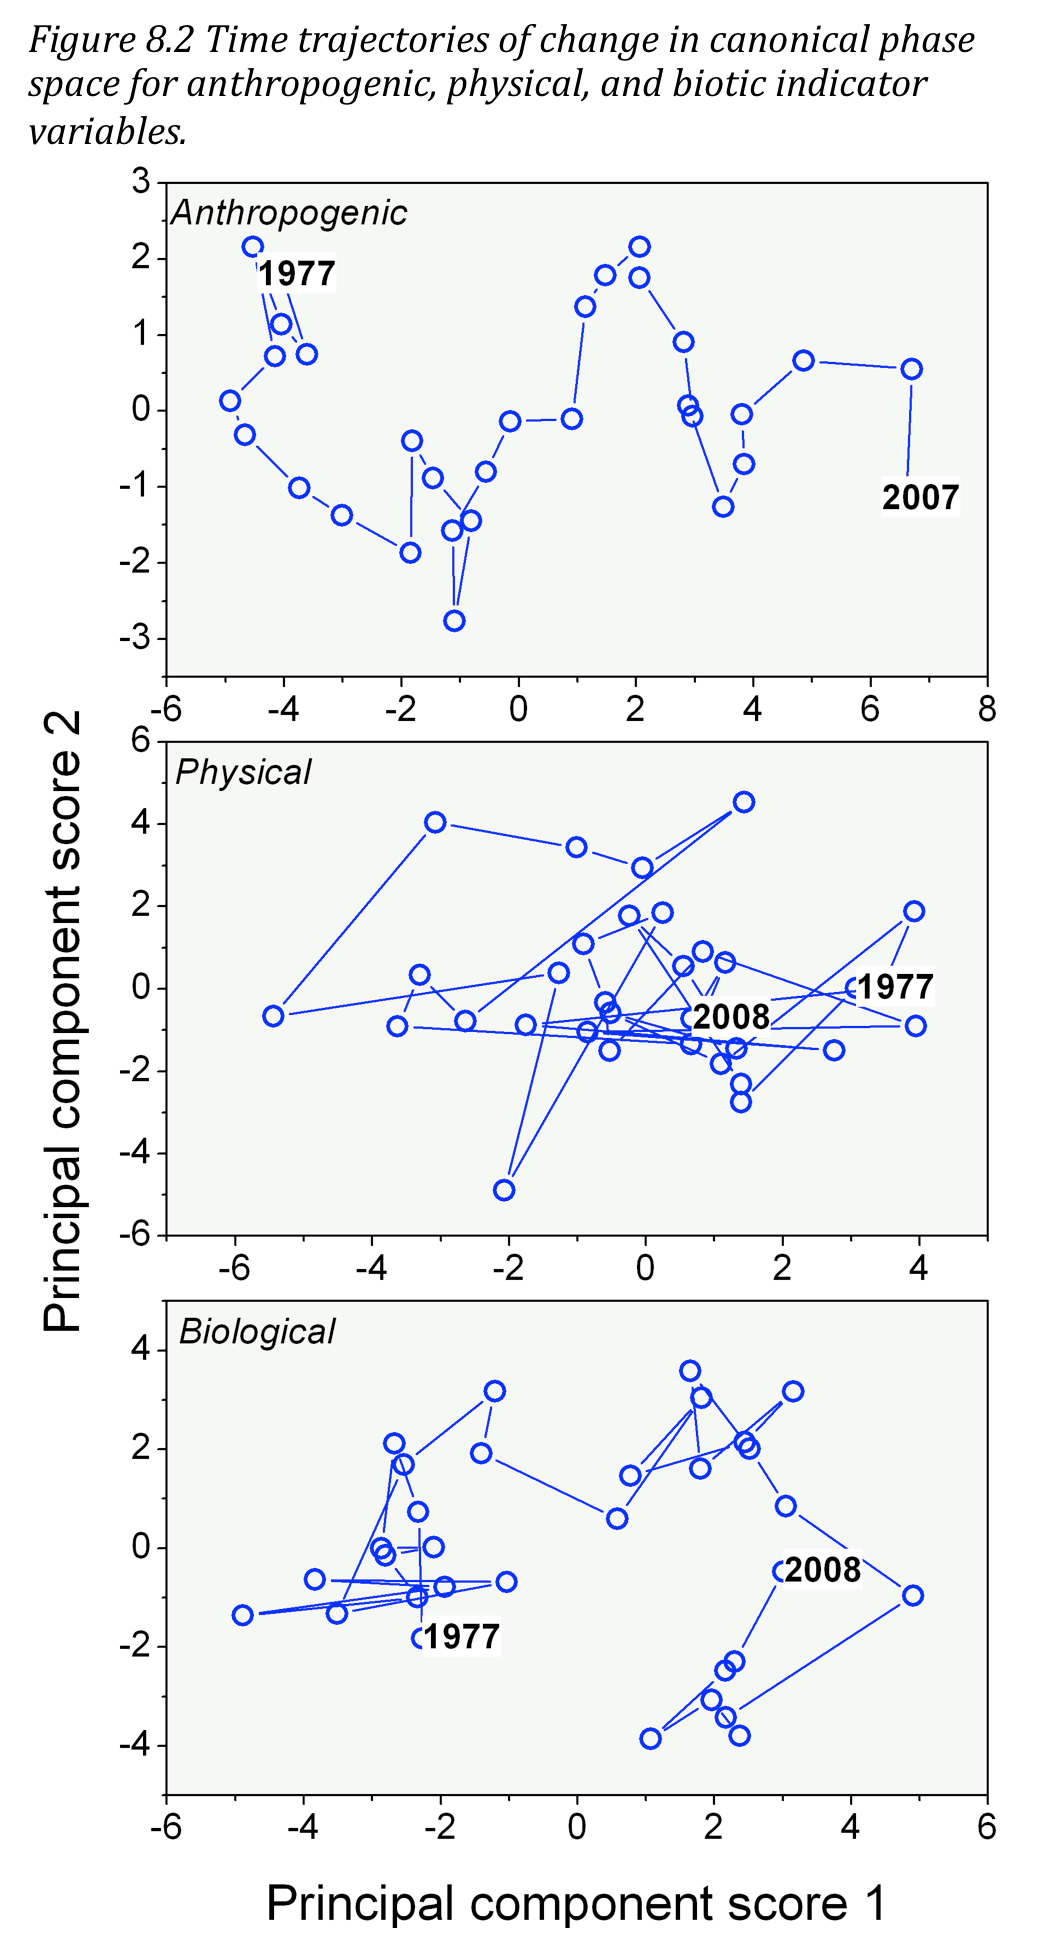 Figure 8.2 Time trajectories of change in canonical phase
space for anthropogenic, physical, and biotic indicator
variables.
Principal component score 2
3
Anthropogenic
2
1977
1
0
-1
2007
-2
-3
-6 -4 -2 0 2 4 6 8
6
Physical
4
2
0
1977
2008
-2
-4
-6
-6 -4 -2 0 2 4
Biological
4
2
0
2008
-2
1977
-4
-6 -4 -2 0 2 4 6
Principal component score 1